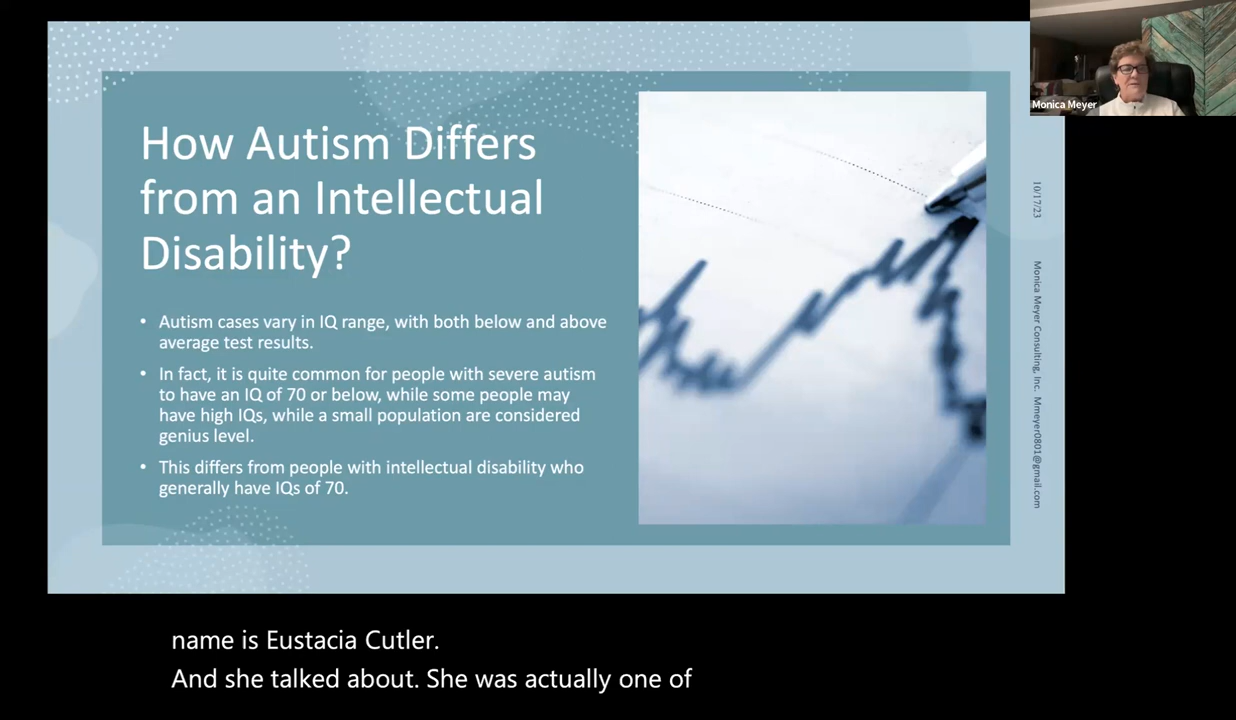 How Autism Differs
from an Intellectual
Disability?
• Autism cases vary in IQ range, with both below and above
average test results.
• In fact, it is quite common for people with severe autism
to have an IQ of 70 or below, while some people may
have high IQs, while a small population are considered
genius level.
• This differs from people with intellectual disability who
generally have IQs of 70.
Monica Meyer
10/17/23
Monica Meyer Consulting, Inc. Mmeyer0801@gmail.com
name is Eustacia Cutler.
And she talked about. She was actually one of